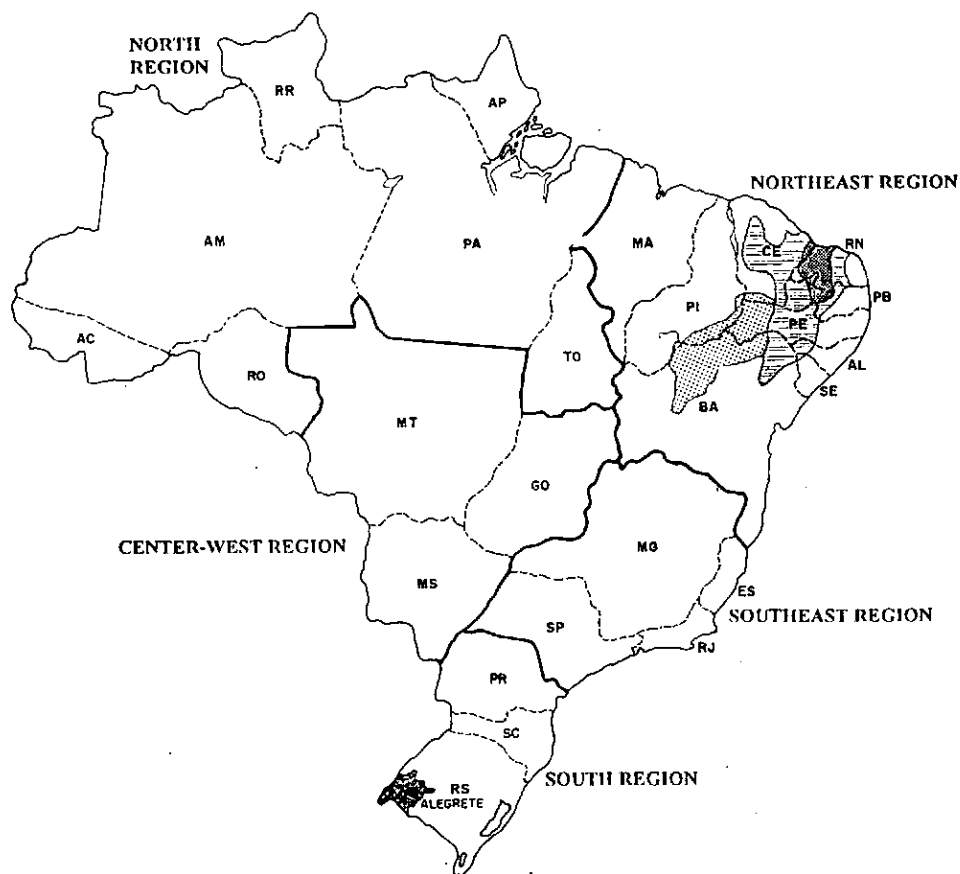 NORTH
REGION
RR
AP
NORTHEAST REGION
AM
PA
MA
CE
RN
PI
PB
AC
PE
RO
TO
AL
SE
MT
BA
GO
CENTER-WEST REGION
MG
MS
ES
SOUTHEAST REGION
SP
RJ
PR
SC
SOUTH REGION
RS
ALEGRETE